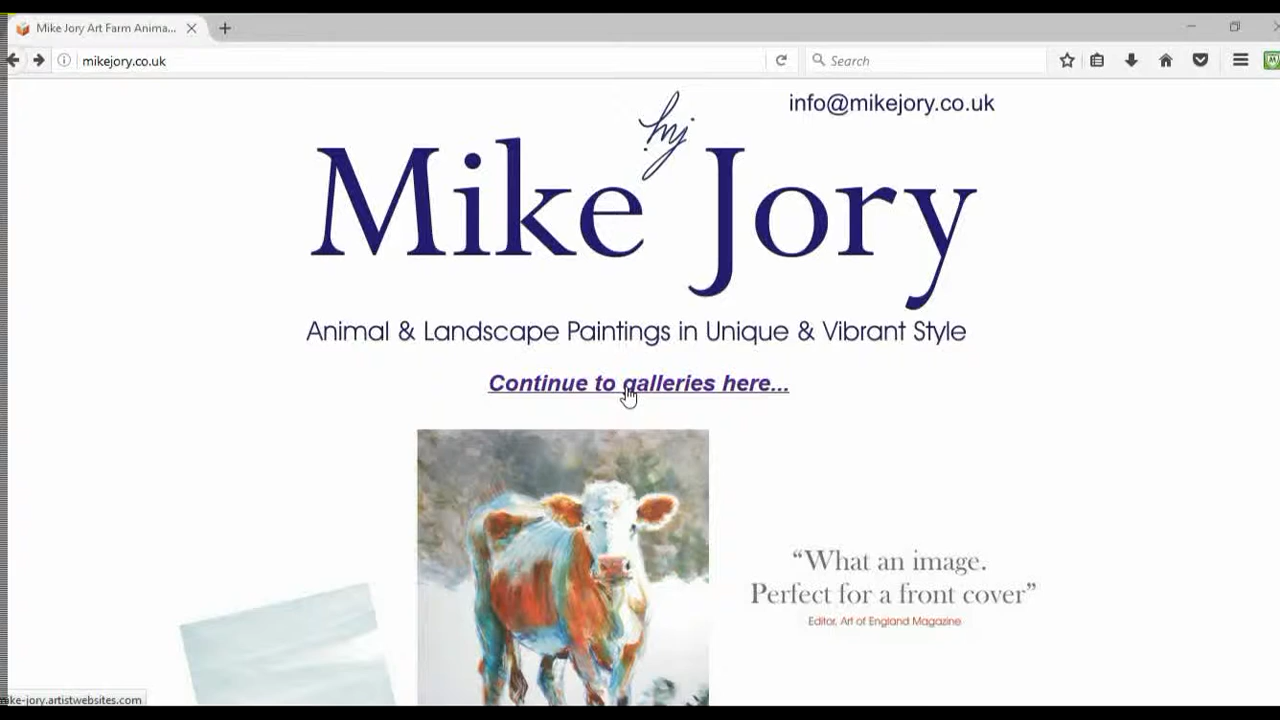 Mike Jory Art Farm Anima...
mikejory.co.uk
Search
info@mikejory.co.uk
mj
Mike Jory
Animal & Landscape Paintings in Unique & Vibrant Style
Continue to galleries here...
“What an image.
Perfect for a front cover”
Editor, Art of England Magazine
ke-jory.artistwebsites.com